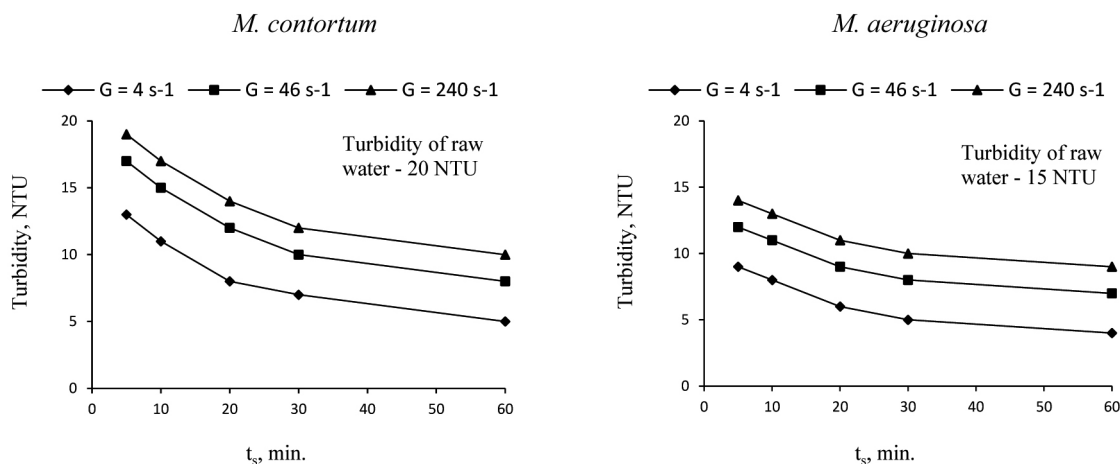 M. contortum
G = 4 s-1 G = 46 s-1 G = 240 s-1
Turbidity of raw
water - 20 NTU
Turbidity, NTU
20
15
10
5
0
0 10 20 30 40 50 60
tₛ, min.
M. aeruginosa
G = 4 s-1 G = 46 s-1 G = 240 s-1
Turbidity of raw
water - 15 NTU
Turbidity, NTU
20
15
10
5
0
0 10 20 30 40 50 60
tₛ, min.